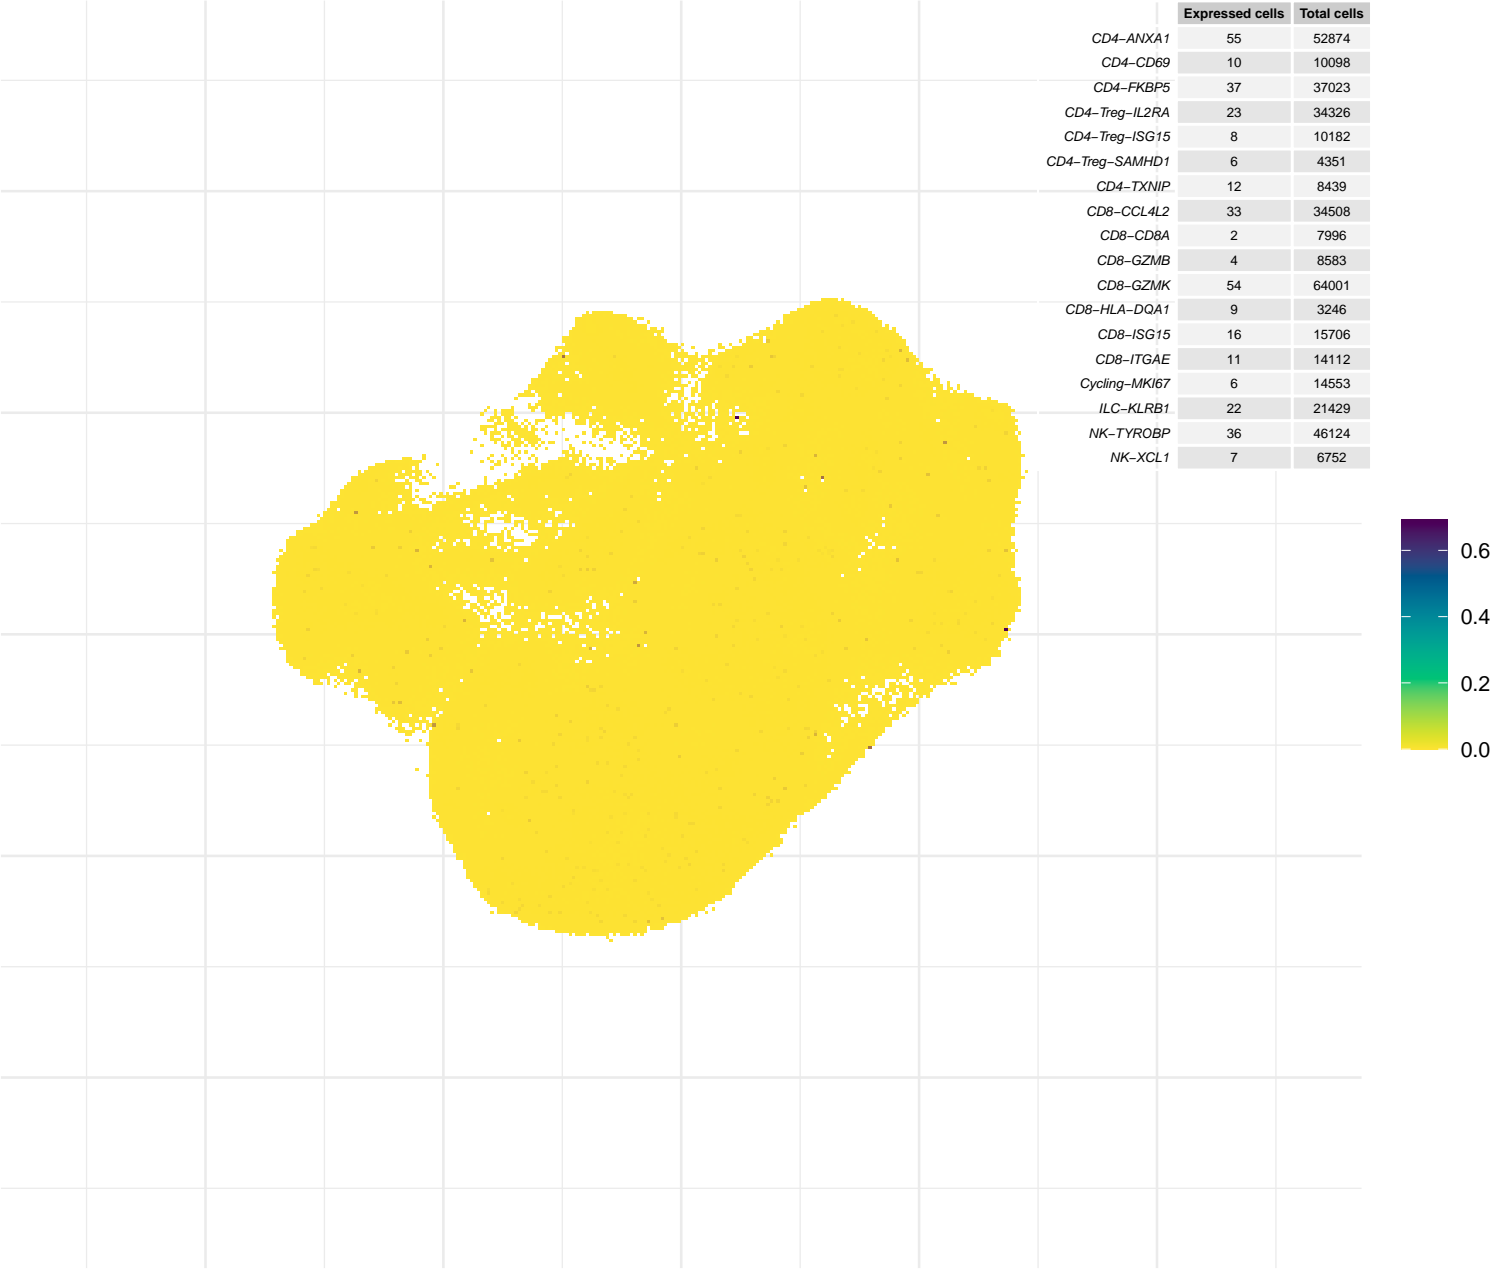 Expressed cells Total cells
CD4−ANXA1 55 52874
CD4−CD69 10 10098
CD4−FKBP5 37 37023
CD4−Treg−IL2RA 23 34326
CD4−Treg−ISG15 8 10182
CD4−Treg−SAMHD1 6 4351
CD4−TXNIP 12 8439
CD8−CCL4L2 33 34508
CD8−CD8A 2 7996
CD8−GZMB 4 8583
CD8−GZMK 54 64001
CD8−HLA−DQA1 9 3246
CD8−ISG15 16 15706
CD8−ITGAE 11 14112
Cycling−MKI67 6 14553
ILC−KLRB1 22 21429
NK−TYROBP 36 46124
NK−XCL1 7 6752
0.6
0.4
0.2
0.0